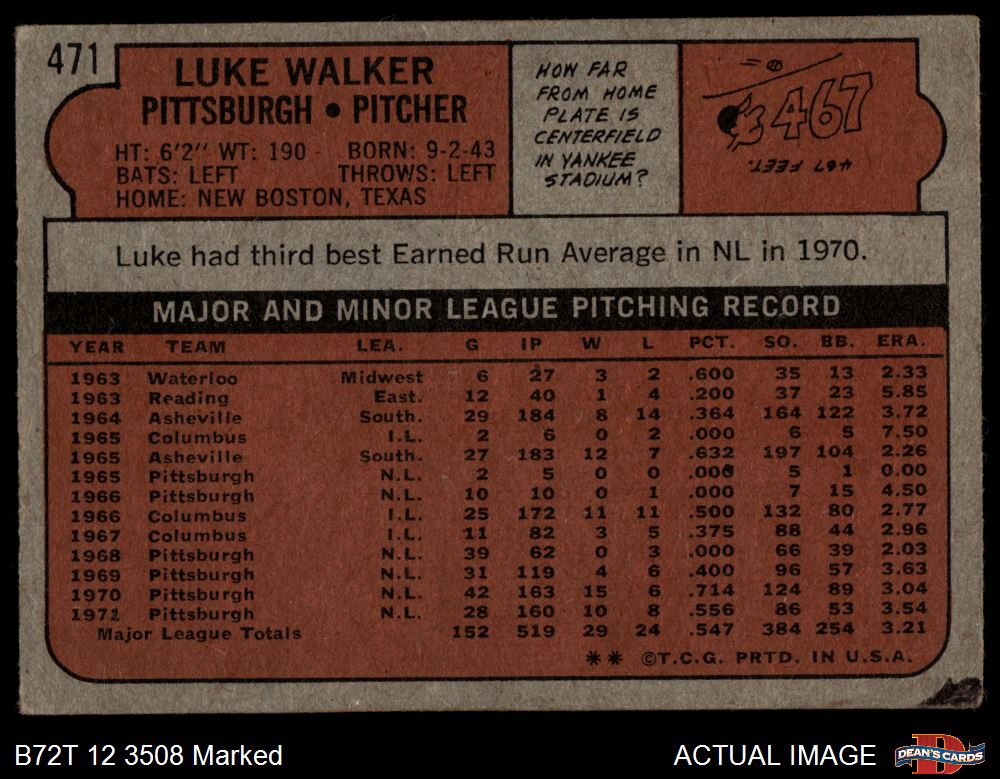 471
LUKE WALKER
PITTSBURGH • PITCHER
HT: 6'2" WT: 190 BORN: 9-2-43
BATS: LEFT THROWS: LEFT
HOME: NEW BOSTON, TEXAS
HOW FAR
FROM HOME
PLATE IS
CENTERFIELD
IN YANKEE
STADIUM?
467
467 FEET.
Luke had third best Earned Run Average in NL in 1970.
MAJOR AND MINOR LEAGUE PITCHING RECORD
YEAR TEAM LEA. G IP W L PCT. SO. BB. ERA.
1963 Waterloo Midwest 6 27 3 2 .600 35 13 2.33
1963 Reading East. 12 40 1 4 .200 37 23 5.85
1964 Asheville South. 29 184 8 14 .364 164 122 3.72
1965 Columbus I.L. 2 6 0 2 .000 6 5 7.50
1965 Asheville South. 27 183 12 7 .632 197 104 2.26
1965 Pittsburgh N.L. 2 5 0 0 .000 5 1 0.00
1966 Pittsburgh N.L. 10 10 0 1 .000 7 15 4.50
1966 Columbus I.L. 25 172 11 11 .500 132 80 2.77
1967 Columbus I.L. 11 82 3 5 .375 88 44 2.96
1968 Pittsburgh N.L. 39 62 0 3 .000 66 39 2.03
1969 Pittsburgh N.L. 31 119 4 6 .400 96 57 3.63
1970 Pittsburgh N.L. 42 163 15 6 .714 124 89 3.04
1971 Pittsburgh N.L. 28 160 10 8 .556 86 53 3.54
Major League Totals 152 519 29 24 .547 384 254 3.21
** ©T.C.G. PRTD. IN U.S.A.
B72T 12 3508 Marked
ACTUAL IMAGE
D
DEAN'S CARDS